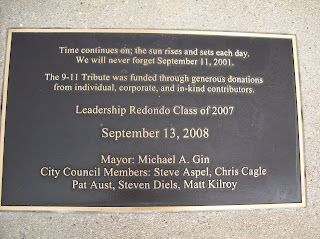 Time continues on; the sun rises and sets each day.
We will never forget September 11, 2001.
The 9-11 Tribute was funded through generous donations
from individual, corporate, and in-kind contributors.
Leadership Redondo Class of 2007
September 13, 2008
Mayor: Michael A. Gin
City Council Members: Steve Aspel, Chris Cagle
Pat Aust, Steven Diels, Matt Kilroy